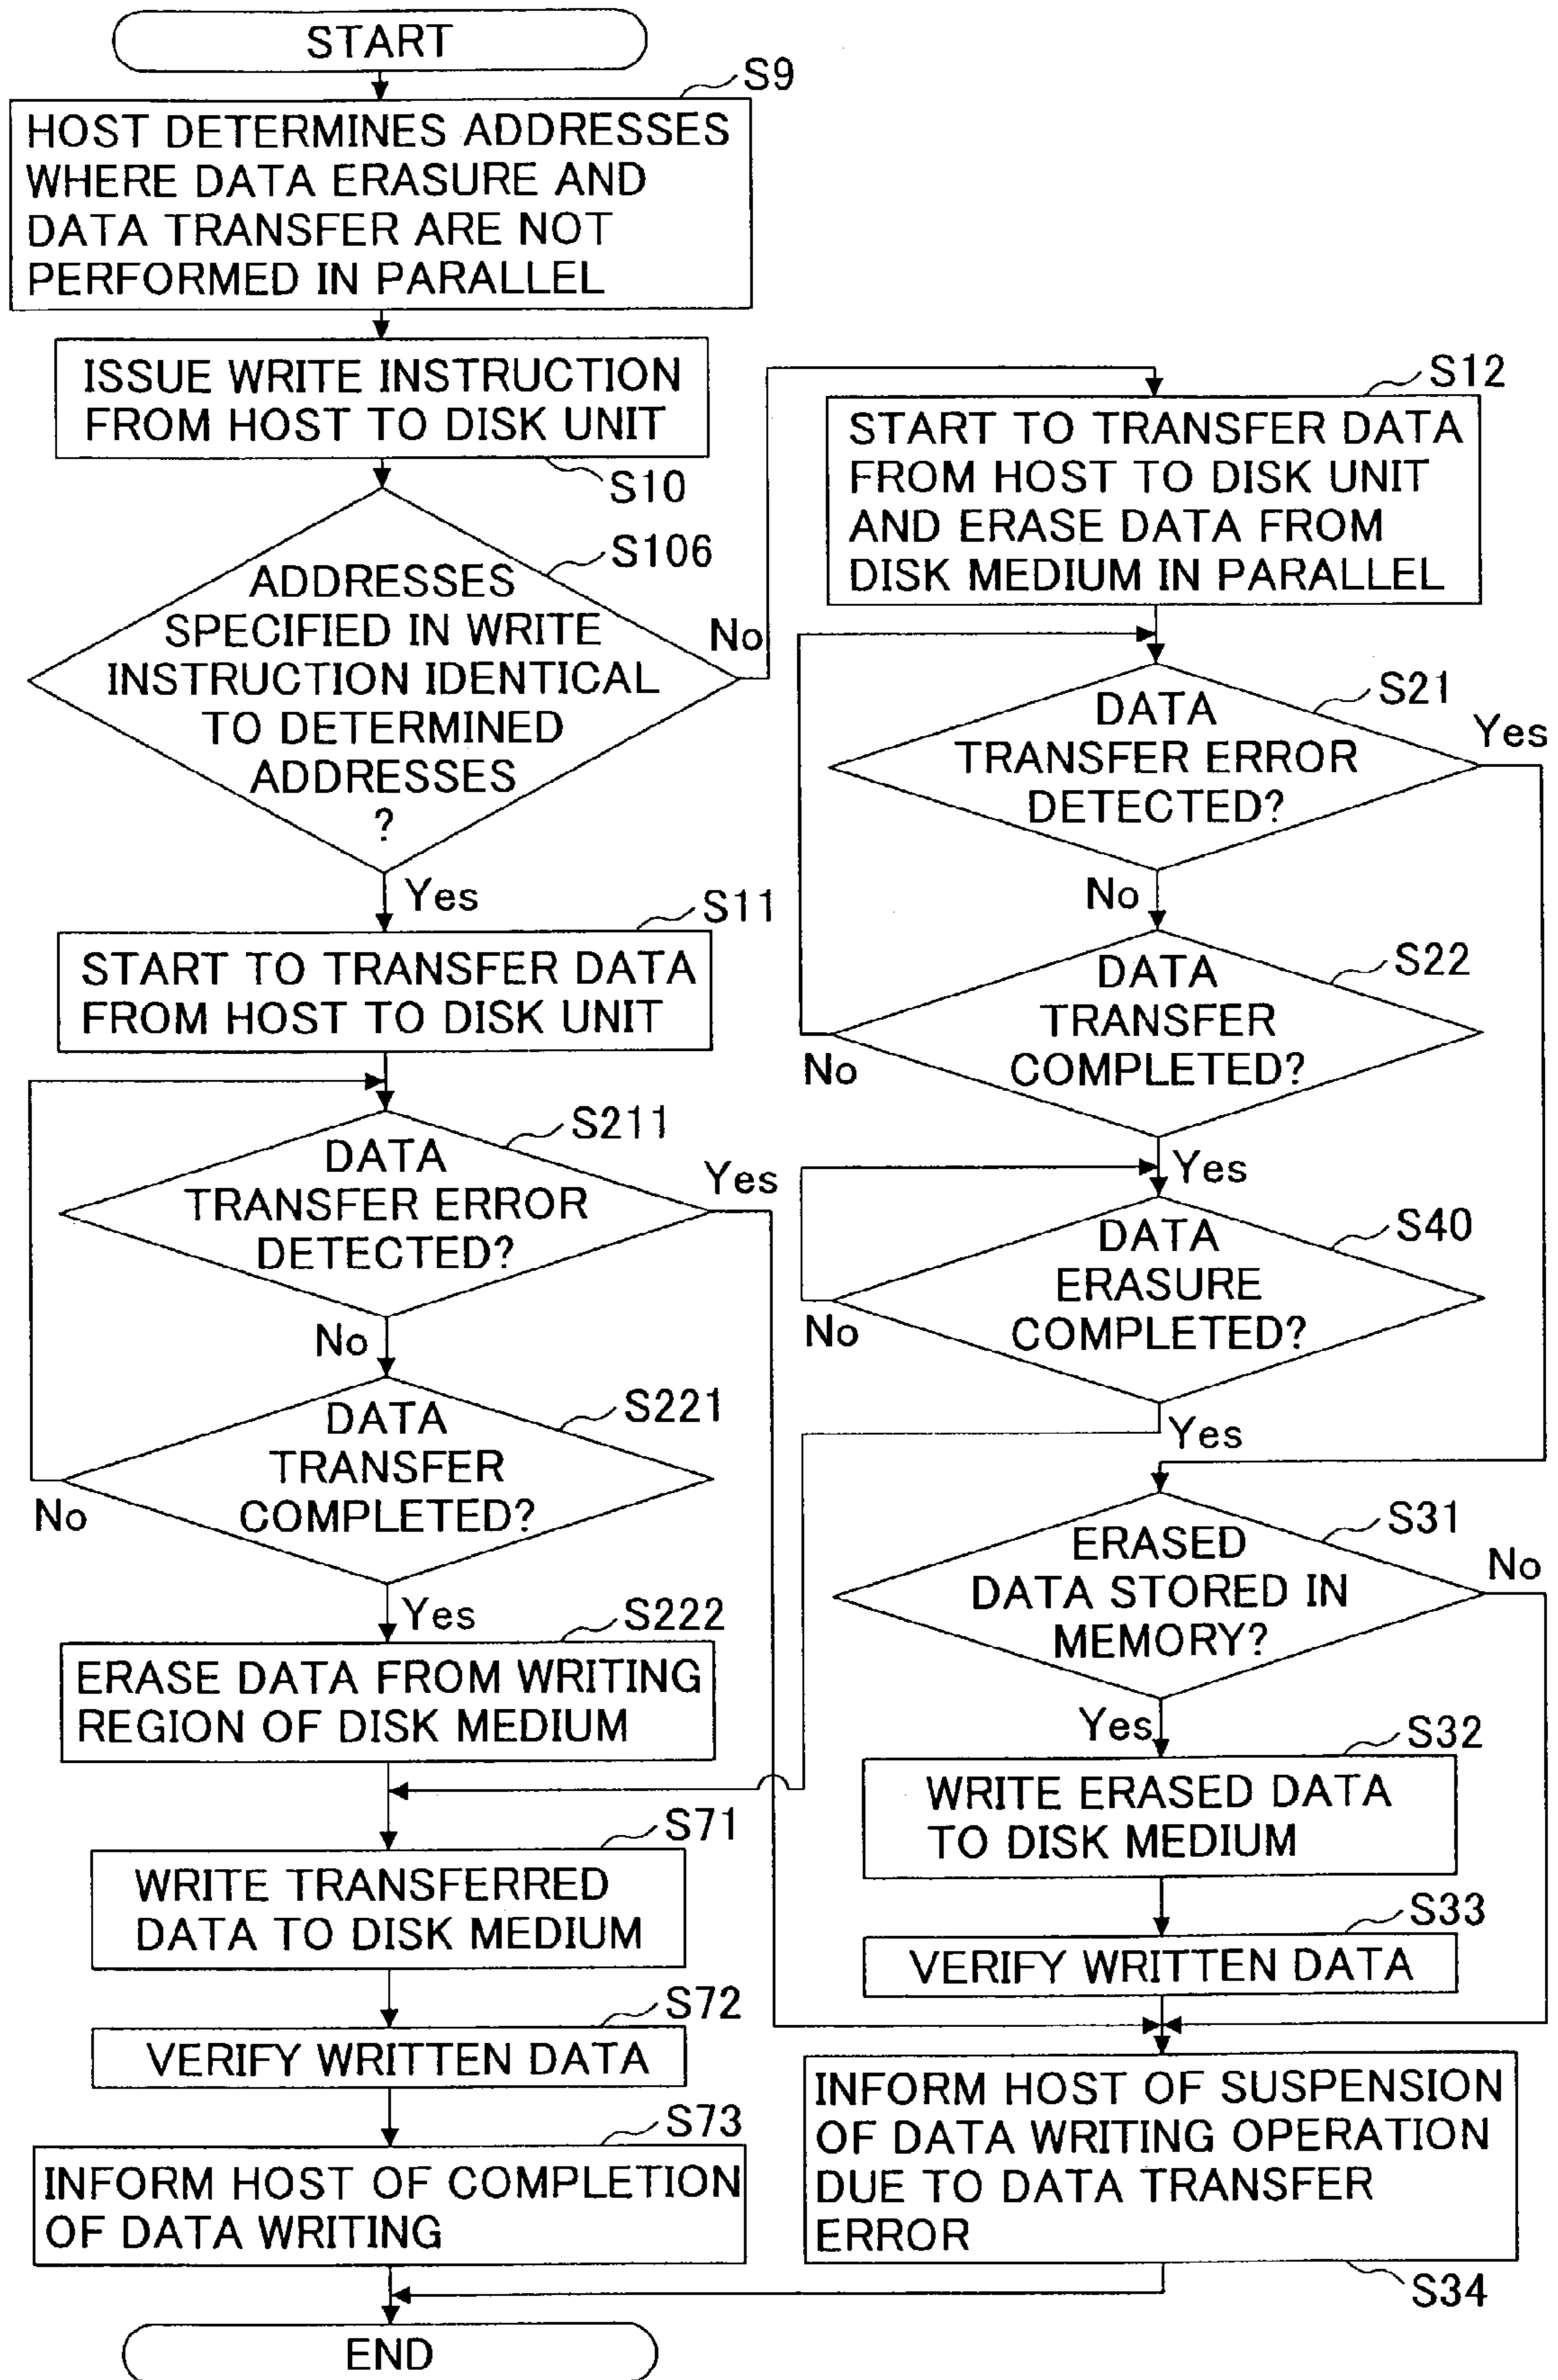 START
S9
HOST DETERMINES ADDRESSES
WHERE DATA ERASURE AND
DATA TRANSFER ARE NOT
PERFORMED IN PARALLEL
ISSUE WRITE INSTRUCTION
FROM HOST TO DISK UNIT
S10
S106
ADDRESSES
SPECIFIED IN WRITE
INSTRUCTION IDENTICAL
TO DETERMINED
ADDRESSES
?
No
Yes
S11
START TO TRANSFER DATA
FROM HOST TO DISK UNIT
S211
DATA
TRANSFER ERROR
DETECTED?
Yes
No
S221
DATA
TRANSFER
COMPLETED?
No
Yes
S222
ERASE DATA FROM WRITING
REGION OF DISK MEDIUM
S71
WRITE TRANSFERRED
DATA TO DISK MEDIUM
S72
VERIFY WRITTEN DATA
S73
INFORM HOST OF COMPLETION
OF DATA WRITING
S12
START TO TRANSFER DATA
FROM HOST TO DISK UNIT
AND ERASE DATA FROM
DISK MEDIUM IN PARALLEL
S21
DATA
TRANSFER ERROR
DETECTED?
Yes
No
S22
DATA
TRANSFER
COMPLETED?
No
Yes
S40
DATA
ERASURE
COMPLETED?
No
Yes
S31
ERASED
DATA STORED IN
MEMORY?
No
Yes
S32
WRITE ERASED DATA
TO DISK MEDIUM
S33
VERIFY WRITTEN DATA
INFORM HOST OF SUSPENSION
OF DATA WRITING OPERATION
DUE TO DATA TRANSFER
ERROR
S34
END